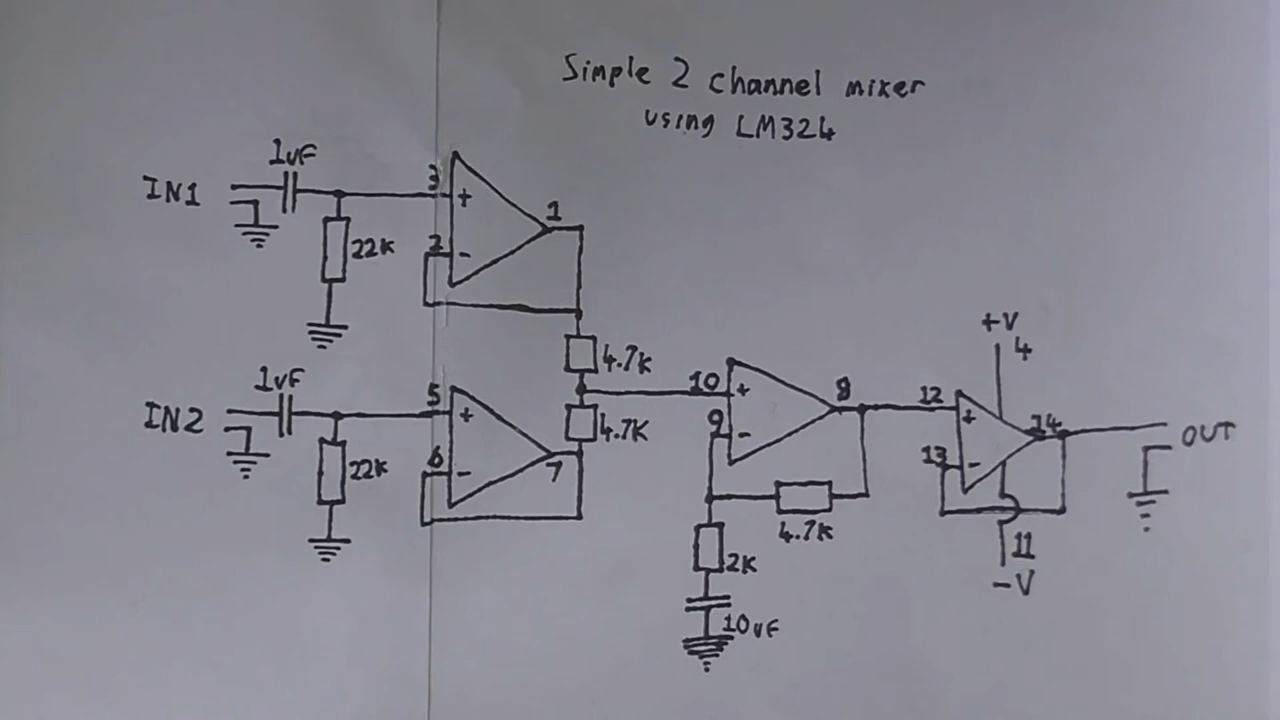 Simple 2 channel mixer
using LM324
1uF
IN1
3
+
1
2
-
22K
4.7K
1uF
IN2
5
+
4.7K
6
-
7
22K
10
+
8
9
-
4.7K
2K
10uF
+V
4
12
+
14
13
-
OUT
11
-V